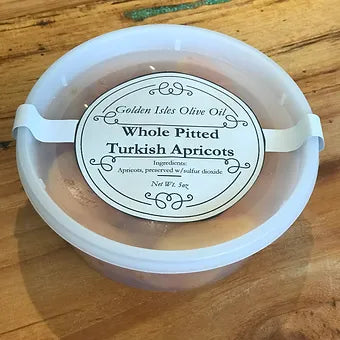 Golden Isles Olive Oil
Whole Pitted
Turkish Apricots
Ingredients:
Apricots, preserved w/sulfur dioxide
Net Wt. 5oz